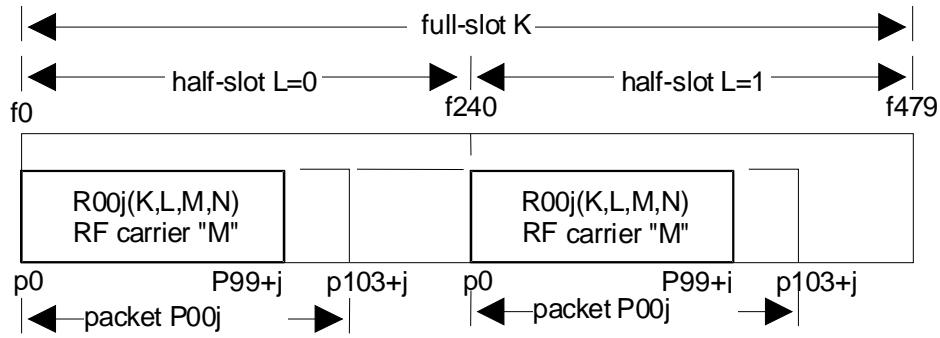 full-slot K
half-slot L=0
half-slot L=1
f0
f240
f479
R00j(K,L,M,N)
RF carrier "M"
R00j(K,L,M,N)
RF carrier "M"
p0
P99+j
p103+j
p0
P99+j
p103+j
packet P00j
packet P00j